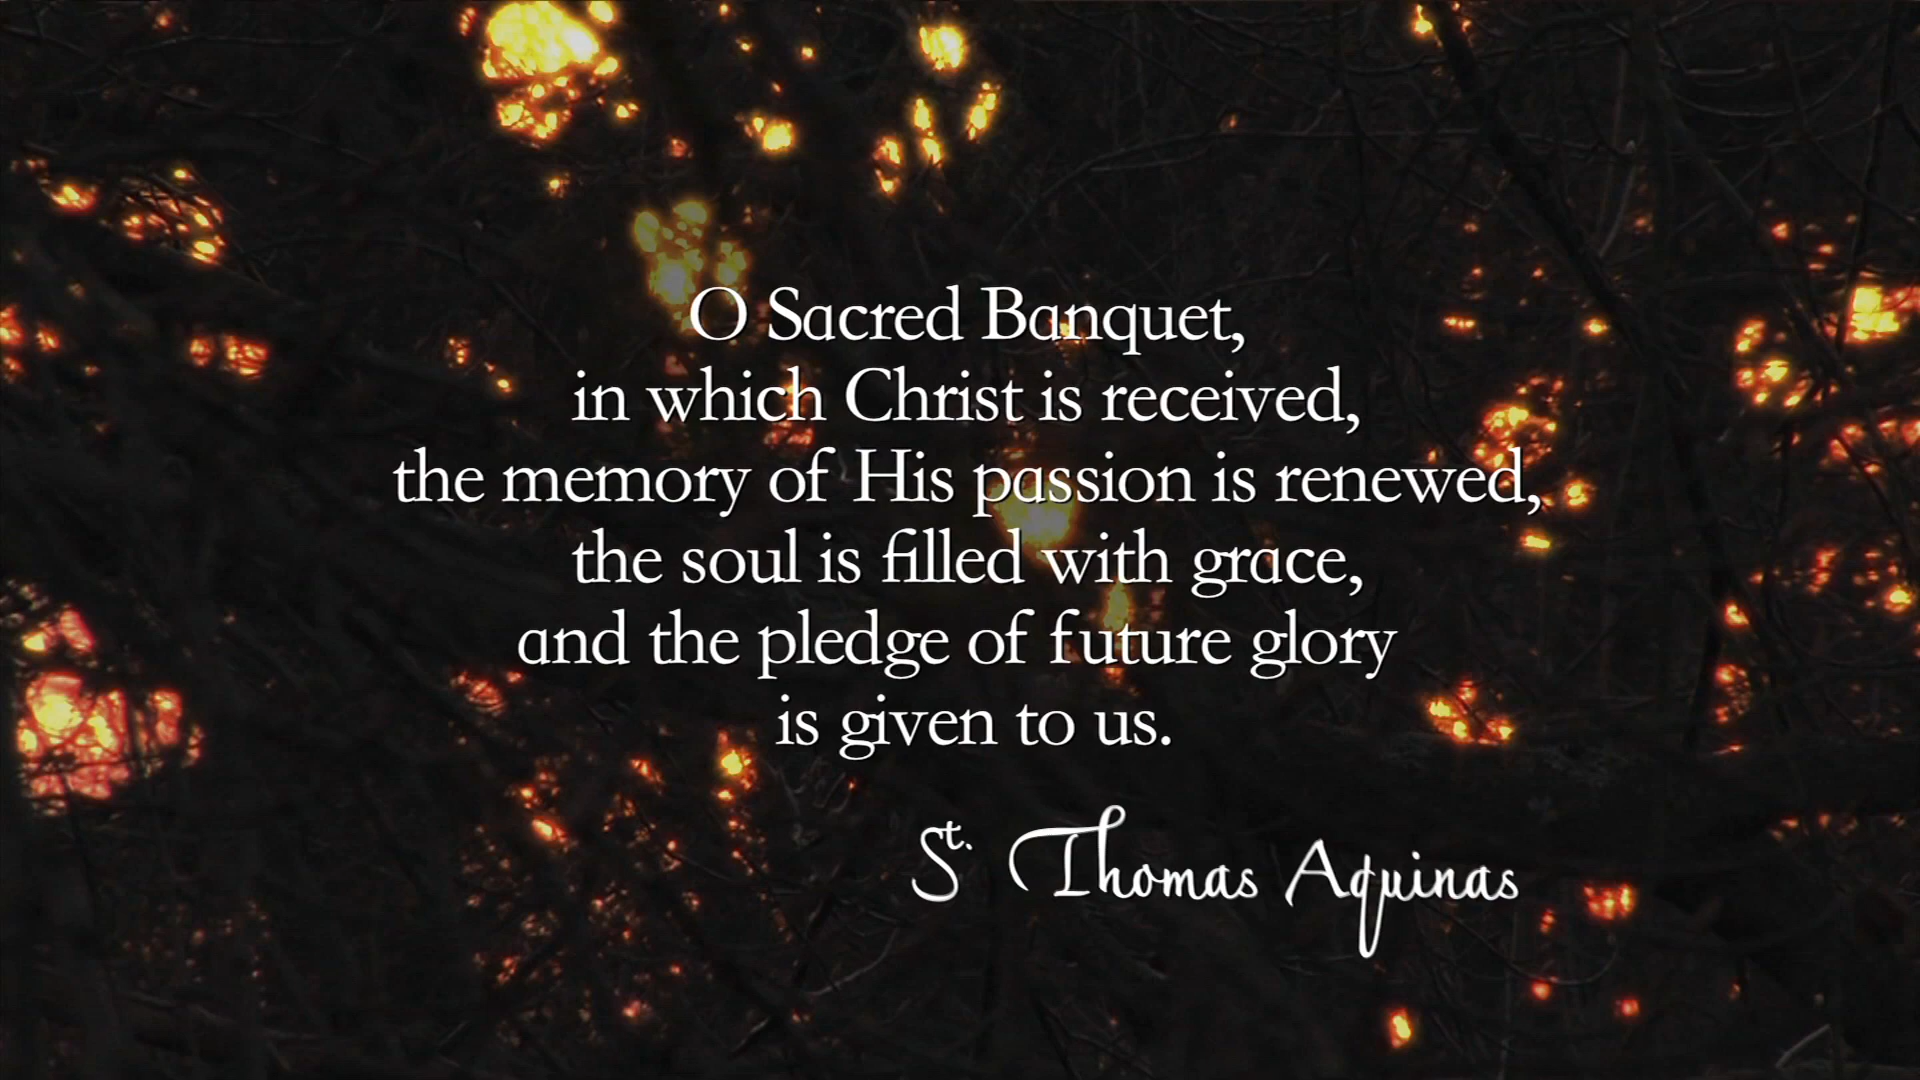 O Sacred Banquet,
in which Christ is received,
the memory of His passion is renewed,
the soul is filled with grace,
and the pledge of future glory
is given to us.
St. Thomas Aquinas